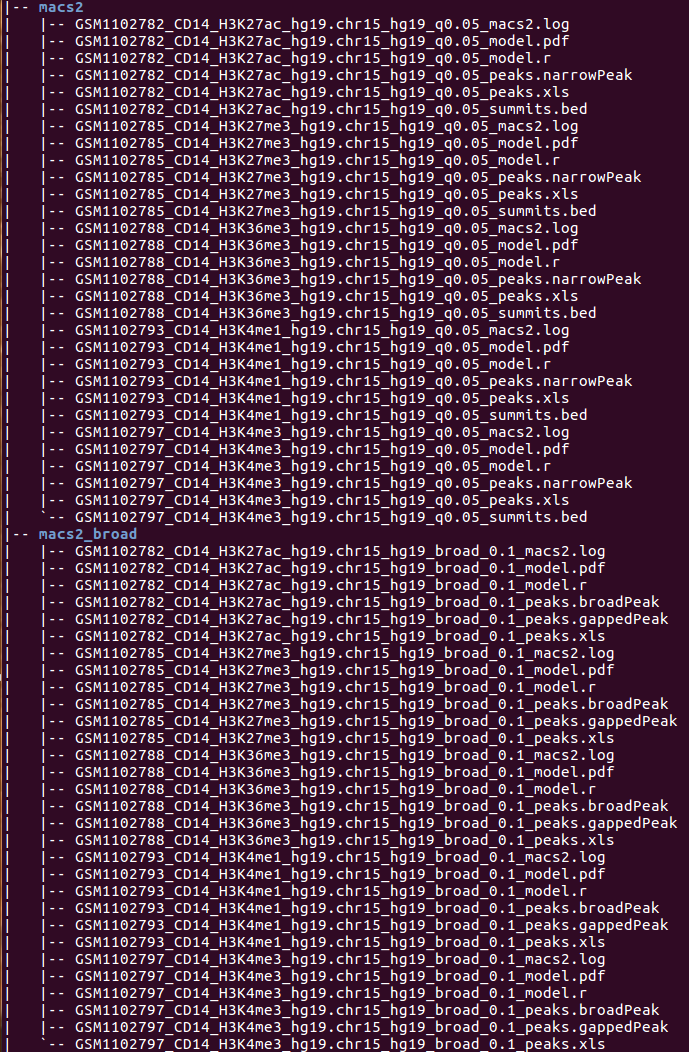 |-- macs2
|   |-- GSM1102782_CD14_H3K27ac_hg19.chr15_hg19_q0.05_macs2.log
|   |-- GSM1102782_CD14_H3K27ac_hg19.chr15_hg19_q0.05_model.pdf
|   |-- GSM1102782_CD14_H3K27ac_hg19.chr15_hg19_q0.05_model.r
|   |-- GSM1102782_CD14_H3K27ac_hg19.chr15_hg19_q0.05_peaks.narrowPeak
|   |-- GSM1102782_CD14_H3K27ac_hg19.chr15_hg19_q0.05_peaks.xls
|   |-- GSM1102782_CD14_H3K27ac_hg19.chr15_hg19_q0.05_summits.bed
|   |-- GSM1102785_CD14_H3K27me3_hg19.chr15_hg19_q0.05_macs2.log
|   |-- GSM1102785_CD14_H3K27me3_hg19.chr15_hg19_q0.05_model.pdf
|   |-- GSM1102785_CD14_H3K27me3_hg19.chr15_hg19_q0.05_model.r
|   |-- GSM1102785_CD14_H3K27me3_hg19.chr15_hg19_q0.05_peaks.narrowPeak
|   |-- GSM1102785_CD14_H3K27me3_hg19.chr15_hg19_q0.05_peaks.xls
|   |-- GSM1102785_CD14_H3K27me3_hg19.chr15_hg19_q0.05_summits.bed
|   |-- GSM1102788_CD14_H3K36me3_hg19.chr15_hg19_q0.05_macs2.log
|   |-- GSM1102788_CD14_H3K36me3_hg19.chr15_hg19_q0.05_model.pdf
|   |-- GSM1102788_CD14_H3K36me3_hg19.chr15_hg19_q0.05_model.r
|   |-- GSM1102788_CD14_H3K36me3_hg19.chr15_hg19_q0.05_peaks.narrowPeak
|   |-- GSM1102788_CD14_H3K36me3_hg19.chr15_hg19_q0.05_peaks.xls
|   |-- GSM1102788_CD14_H3K36me3_hg19.chr15_hg19_q0.05_summits.bed
|   |-- GSM1102793_CD14_H3K4me1_hg19.chr15_hg19_q0.05_macs2.log
|   |-- GSM1102793_CD14_H3K4me1_hg19.chr15_hg19_q0.05_model.pdf
|   |-- GSM1102793_CD14_H3K4me1_hg19.chr15_hg19_q0.05_model.r
|   |-- GSM1102793_CD14_H3K4me1_hg19.chr15_hg19_q0.05_peaks.narrowPeak
|   |-- GSM1102793_CD14_H3K4me1_hg19.chr15_hg19_q0.05_peaks.xls
|   |-- GSM1102793_CD14_H3K4me1_hg19.chr15_hg19_q0.05_summits.bed
|   |-- GSM1102797_CD14_H3K4me3_hg19.chr15_hg19_q0.05_macs2.log
|   |-- GSM1102797_CD14_H3K4me3_hg19.chr15_hg19_q0.05_model.pdf
|   |-- GSM1102797_CD14_H3K4me3_hg19.chr15_hg19_q0.05_model.r
|   |-- GSM1102797_CD14_H3K4me3_hg19.chr15_hg19_q0.05_peaks.narrowPeak
|   |-- GSM1102797_CD14_H3K4me3_hg19.chr15_hg19_q0.05_peaks.xls
|   `-- GSM1102797_CD14_H3K4me3_hg19.chr15_hg19_q0.05_summits.bed
|-- macs2_broad
|   |-- GSM1102782_CD14_H3K27ac_hg19.chr15_hg19_broad_0.1_macs2.log
|   |-- GSM1102782_CD14_H3K27ac_hg19.chr15_hg19_broad_0.1_model.pdf
|   |-- GSM1102782_CD14_H3K27ac_hg19.chr15_hg19_broad_0.1_model.r
|   |-- GSM1102782_CD14_H3K27ac_hg19.chr15_hg19_broad_0.1_peaks.broadPeak
|   |-- GSM1102782_CD14_H3K27ac_hg19.chr15_hg19_broad_0.1_peaks.gappedPeak
|   |-- GSM1102782_CD14_H3K27ac_hg19.chr15_hg19_broad_0.1_peaks.xls
|   |-- GSM1102785_CD14_H3K27me3_hg19.chr15_hg19_broad_0.1_macs2.log
|   |-- GSM1102785_CD14_H3K27me3_hg19.chr15_hg19_broad_0.1_model.pdf
|   |-- GSM1102785_CD14_H3K27me3_hg19.chr15_hg19_broad_0.1_model.r
|   |-- GSM1102785_CD14_H3K27me3_hg19.chr15_hg19_broad_0.1_peaks.broadPeak
|   |-- GSM1102785_CD14_H3K27me3_hg19.chr15_hg19_broad_0.1_peaks.gappedPeak
|   |-- GSM1102785_CD14_H3K27me3_hg19.chr15_hg19_broad_0.1_peaks.xls
|   |-- GSM1102788_CD14_H3K36me3_hg19.chr15_hg19_broad_0.1_macs2.log
|   |-- GSM1102788_CD14_H3K36me3_hg19.chr15_hg19_broad_0.1_model.pdf
|   |-- GSM1102788_CD14_H3K36me3_hg19.chr15_hg19_broad_0.1_model.r
|   |-- GSM1102788_CD14_H3K36me3_hg19.chr15_hg19_broad_0.1_peaks.broadPeak
|   |-- GSM1102788_CD14_H3K36me3_hg19.chr15_hg19_broad_0.1_peaks.gappedPeak
|   |-- GSM1102788_CD14_H3K36me3_hg19.chr15_hg19_broad_0.1_peaks.xls
|   |-- GSM1102793_CD14_H3K4me1_hg19.chr15_hg19_broad_0.1_macs2.log
|   |-- GSM1102793_CD14_H3K4me1_hg19.chr15_hg19_broad_0.1_model.pdf
|   |-- GSM1102793_CD14_H3K4me1_hg19.chr15_hg19_broad_0.1_model.r
|   |-- GSM1102793_CD14_H3K4me1_hg19.chr15_hg19_broad_0.1_peaks.broadPeak
|   |-- GSM1102793_CD14_H3K4me1_hg19.chr15_hg19_broad_0.1_peaks.gappedPeak
|   |-- GSM1102793_CD14_H3K4me1_hg19.chr15_hg19_broad_0.1_peaks.xls
|   |-- GSM1102797_CD14_H3K4me3_hg19.chr15_hg19_broad_0.1_macs2.log
|   |-- GSM1102797_CD14_H3K4me3_hg19.chr15_hg19_broad_0.1_model.pdf
|   |-- GSM1102797_CD14_H3K4me3_hg19.chr15_hg19_broad_0.1_model.r
|   |-- GSM1102797_CD14_H3K4me3_hg19.chr15_hg19_broad_0.1_peaks.broadPeak
|   |-- GSM1102797_CD14_H3K4me3_hg19.chr15_hg19_broad_0.1_peaks.gappedPeak
|   `-- GSM1102797_CD14_H3K4me3_hg19.chr15_hg19_broad_0.1_peaks.xls